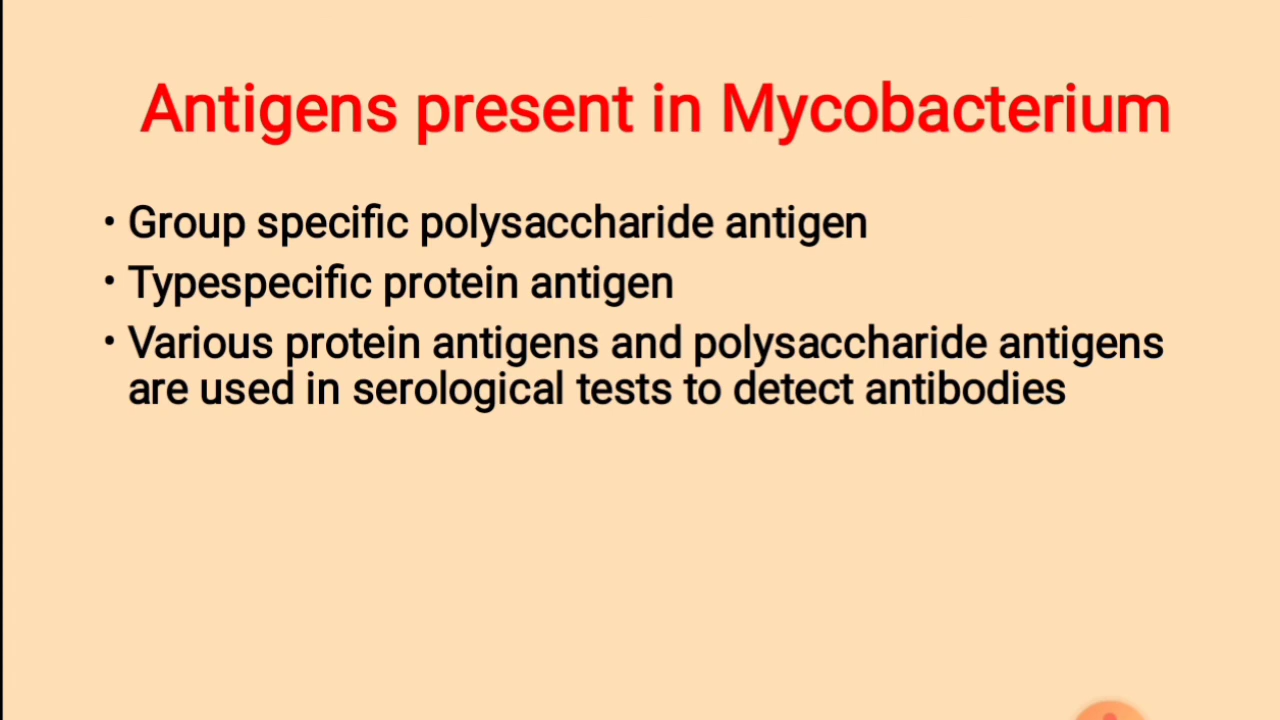 Antigens present in Mycobacterium
• Group specific polysaccharide antigen
• Typespecific protein antigen
• Various protein antigens and polysaccharide antigens
are used in serological tests to detect antibodies